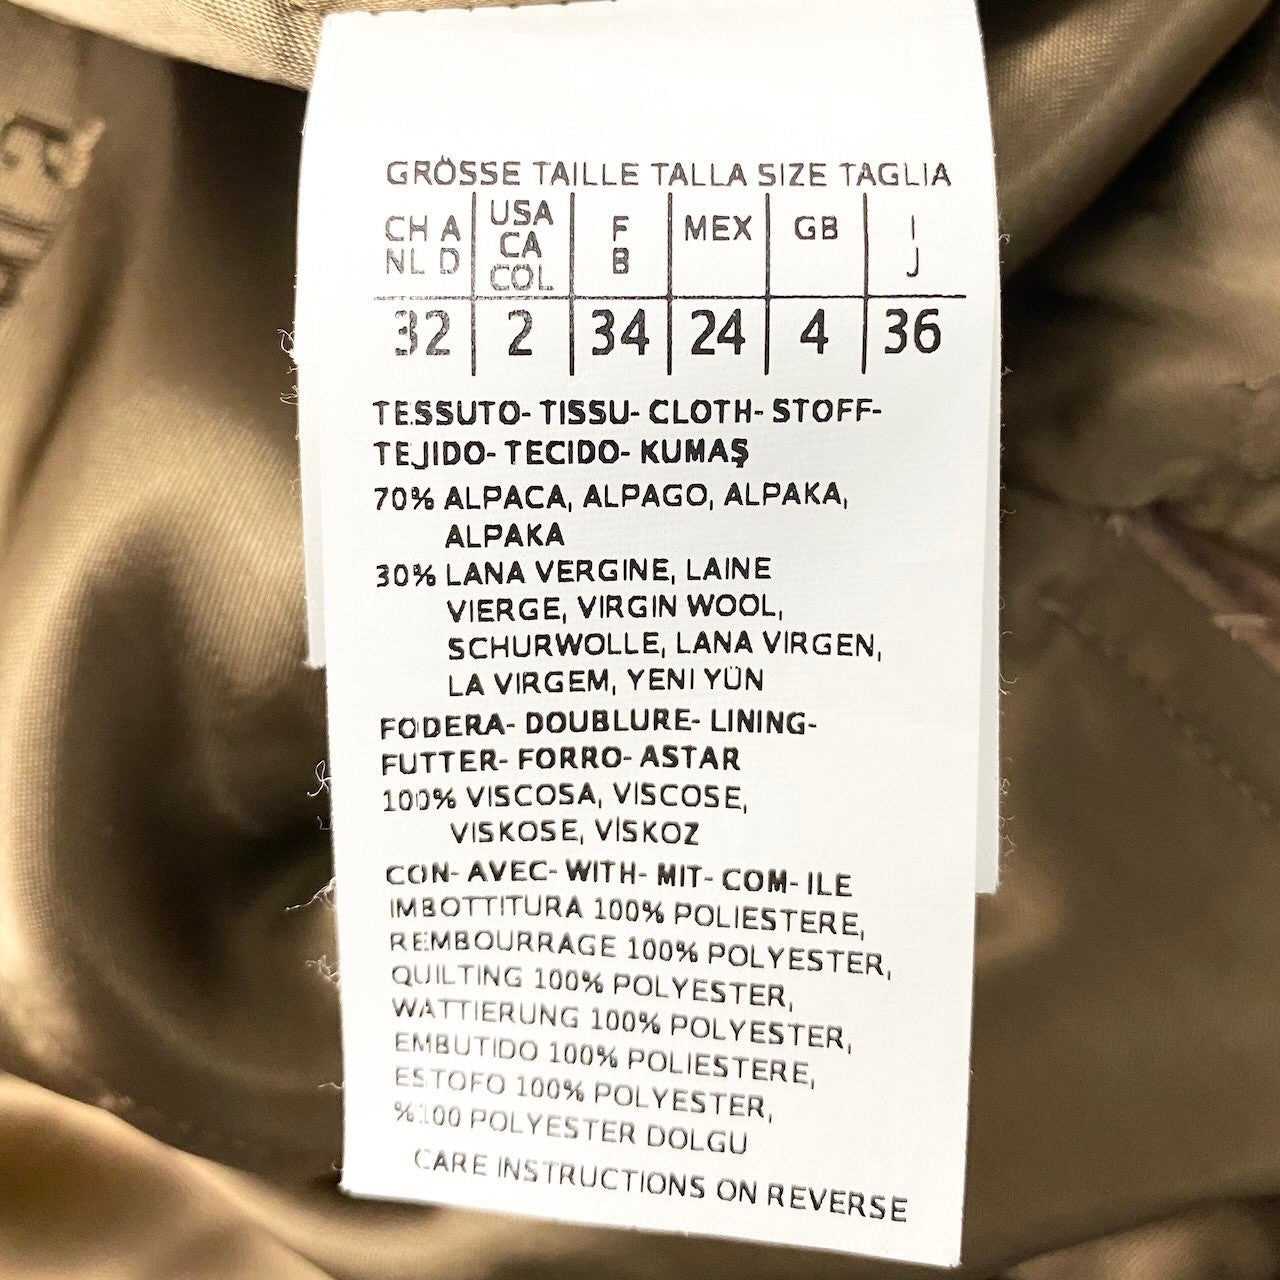 GRÖSSE TAILLE TALLA SIZE TAGLIA
CH A NL D | USA CA COL | F B | MEX | GB | I J
32 | 2 | 34 | 24 | 4 | 36
TESSUTO- TISSU- CLOTH- STOFF-
TEJIDO- TECIDO- KUMAŞ
70% ALPACA, ALPAGO, ALPAKA,
ALPAKA
30% LANA VERGINE, LAINE
VIERGE, VIRGIN WOOL,
SCHURWOLLE, LANA VIRGEN,
LA VIRGEM, YENI YÜN
FODERA- DOUBLURE- LINING-
FUTTER- FORRO- ASTAR
100% VISCOSA, VISCOSE,
VISKOSE, VİSKOZ
CON- AVEC- WITH- MIT- COM- ILE
IMBOTTITURA 100% POLIESTERE,
REMBOURRAGE 100% POLYESTER,
QUILTING 100% POLYESTER,
WATTIERUNG 100% POLYESTER,
EMBUTIDO 100% POLIESTERE,
ESTOFO 100% POLYESTER,
%100 POLYESTER DOLGU
CARE INSTRUCTIONS ON REVERSE